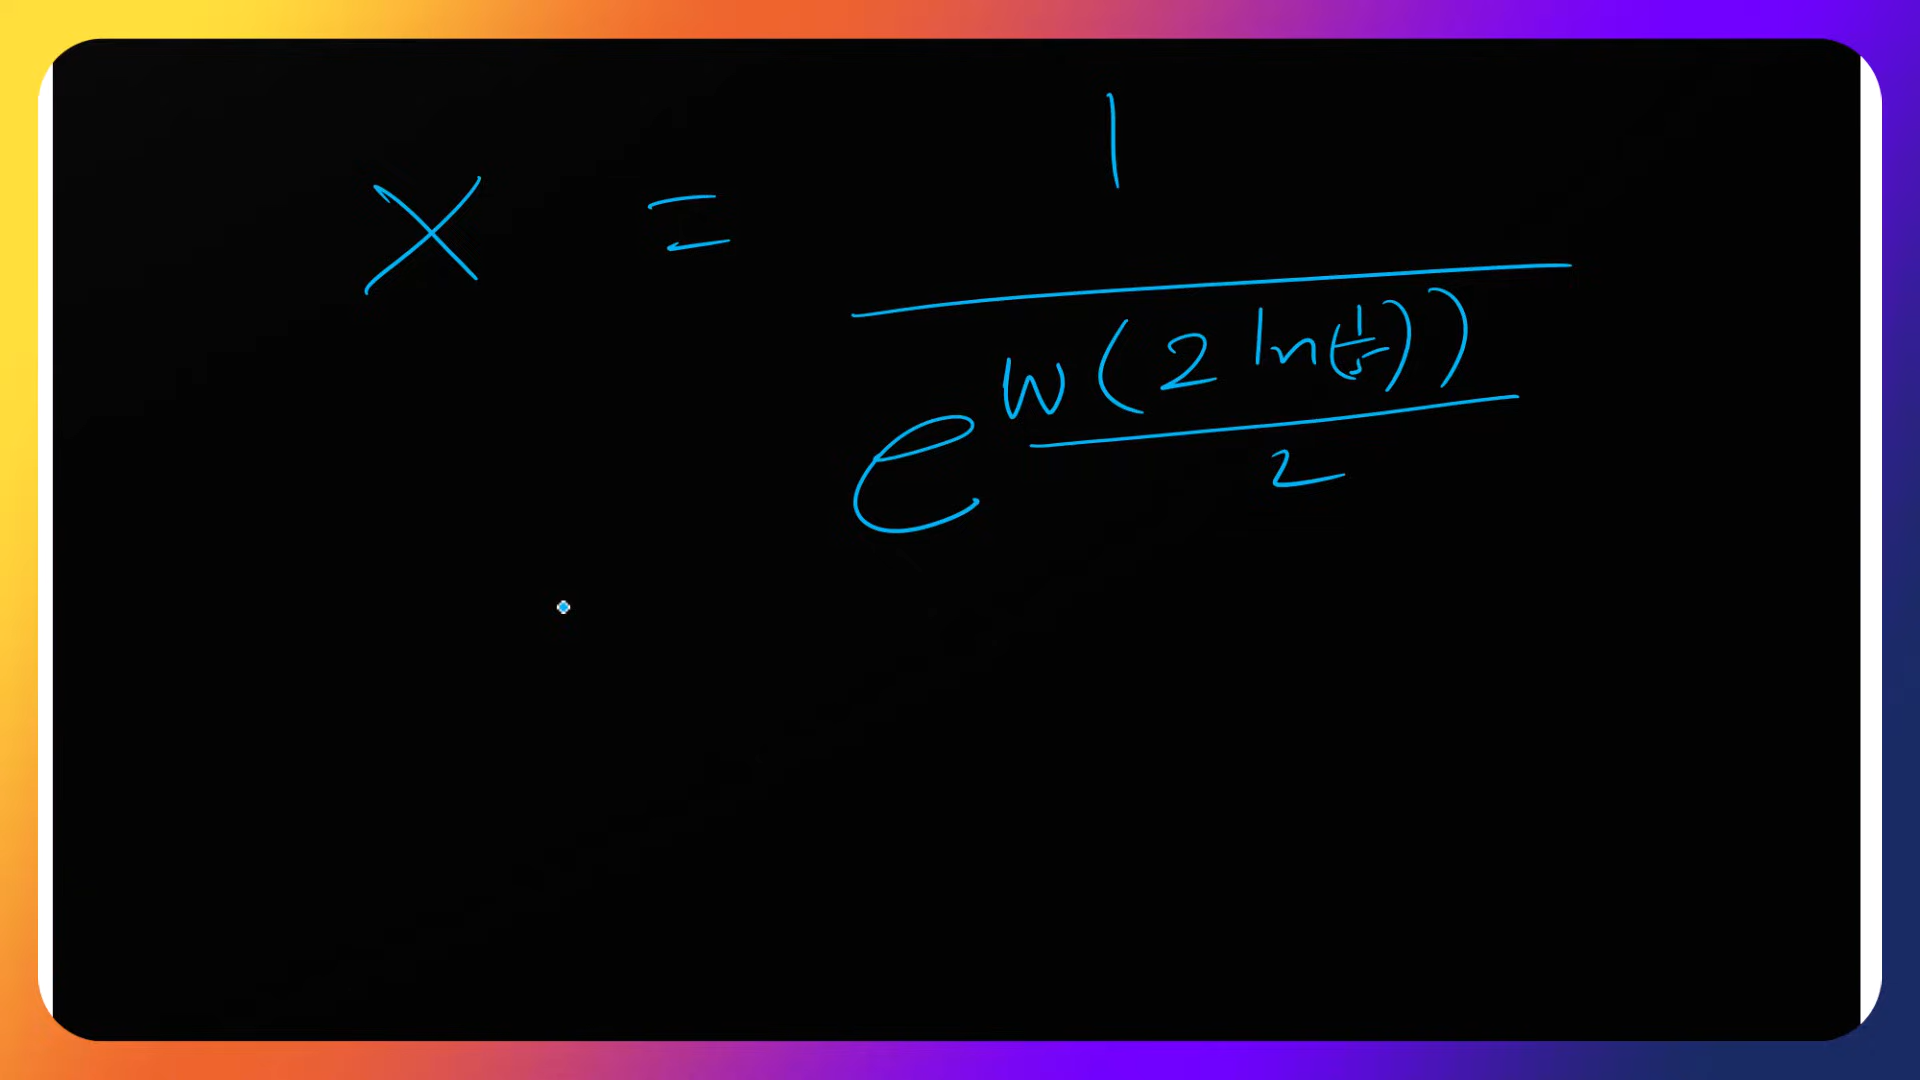 x = 1 / e^(W(2 ln(1/5))/2)